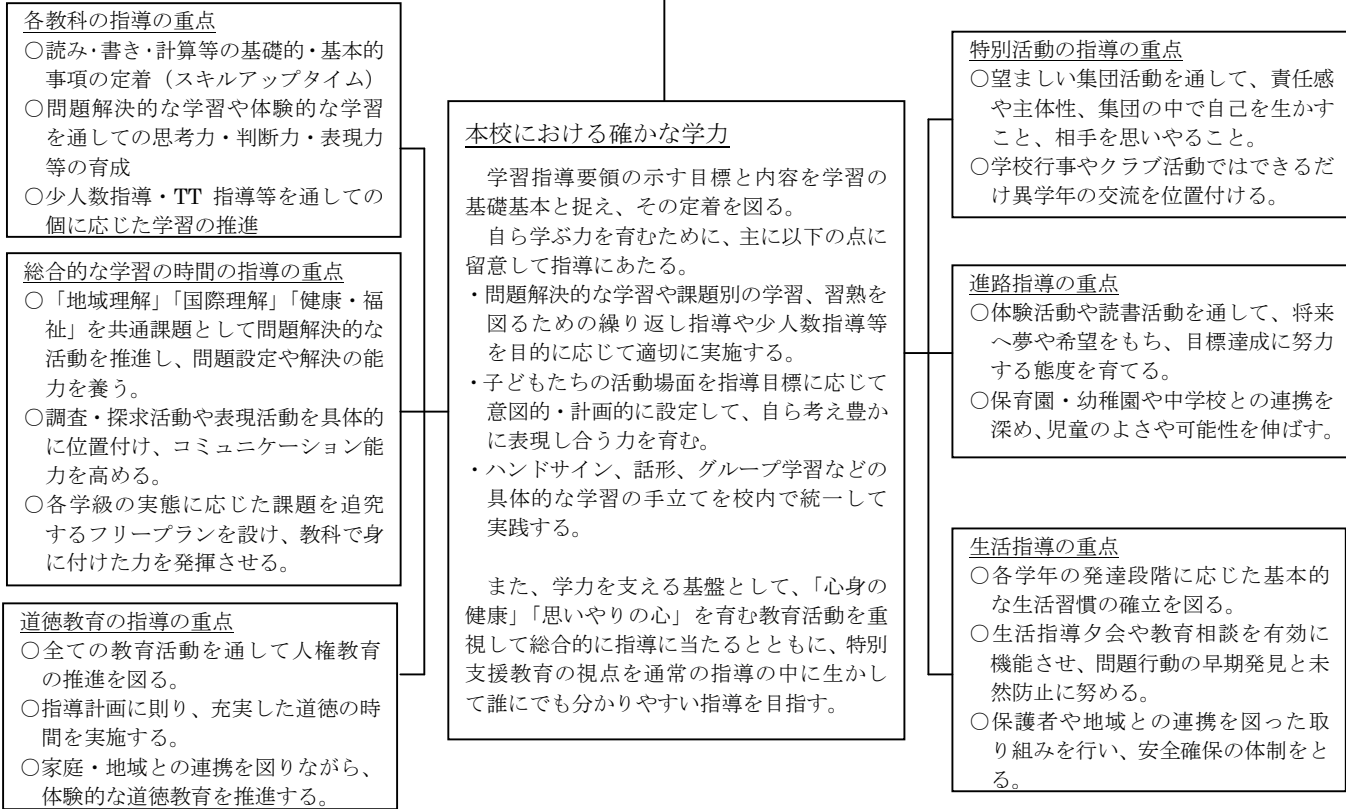 各教科の指導の重点
○読み・書き・計算等の基礎的・基本的
事項の定着（スキルアップタイム）
○問題解決的な学習や体験的な学習
を通しての思考力・判断力・表現力
等の育成
○少人数指導・TT 指導等を通しての
個に応じた学習の推進
総合的な学習の時間の指導の重点
○「地域理解」「国際理解」「健康・福
祉」を共通課題として問題解決的な
活動を推進し、問題設定や解決の能
力を養う。
○調査・探求活動や表現活動を具体的
に位置付け、コミュニケーション能
力を高める。
○各学級の実態に応じた課題を追究
するフリープランを設け、教科で身
に付けた力を発揮させる。
道徳教育の指導の重点
○全ての教育活動を通して人権教育
の推進を図る。
○指導計画に則り、充実した道徳の時
間を実施する。
○家庭・地域との連携を図りながら、
体験的な道徳教育を推進する。
本校における確かな学力
学習指導要領の示す目標と内容を学習の
基礎基本と捉え、その定着を図る。
自ら学ぶ力を育むために、主に以下の点に
留意して指導にあたる。
・問題解決的な学習や課題別の学習、習熟を
図るための繰り返し指導や少人数指導等
を目的に応じて適切に実施する。
・子どもたちの活動場面を指導目標に応じて
意図的・計画的に設定して、自ら考え豊か
に表現し合う力を育む。
・ハンドサイン、話形、グループ学習などの
具体的な学習の手立てを校内で統一して
実践する。
また、学力を支える基盤として、「心身の
健康」「思いやりの心」を育む教育活動を重
視して総合的に指導に当たるとともに、特別
支援教育の視点を通常の指導の中に生かし
て誰にでも分かりやすい指導を目指す。
特別活動の指導の重点
○望ましい集団活動を通して、責任感
や主体性、集団の中で自己を生かす
こと、相手を思いやること。
○学校行事やクラブ活動ではできるだ
け異学年の交流を位置付ける。
進路指導の重点
○体験活動や読書活動を通して、将来
へ夢や希望をもち、目標達成に努力
する態度を育てる。
○保育園・幼稚園や中学校との連携を
深め、児童のよさや可能性を伸ばす。
生活指導の重点
○各学年の発達段階に応じた基本的
な生活習慣の確立を図る。
○生活指導夕会や教育相談を有効に
機能させ、問題行動の早期発見と未
然防止に努める。
○保護者や地域との連携を図った取
り組みを行い、安全確保の体制をと
る。